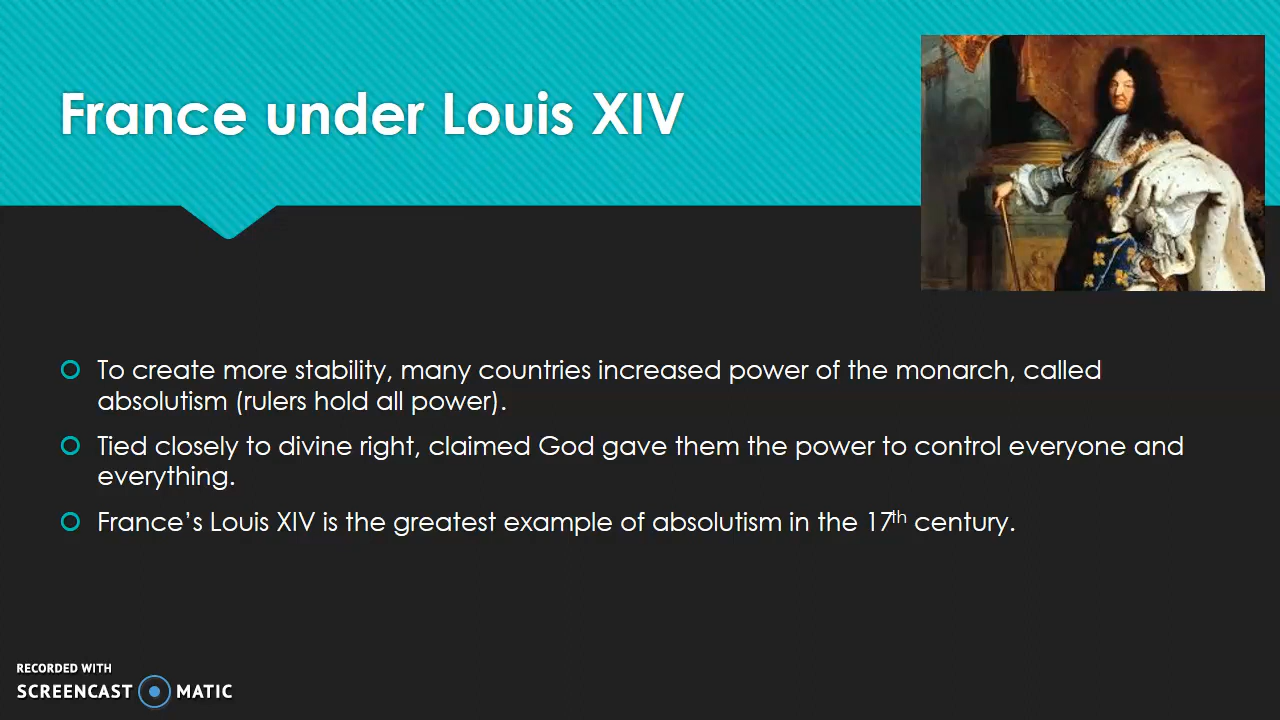 France under Louis XIV
To create more stability, many countries increased power of the monarch, called
absolutism (rulers hold all power).
Tied closely to divine right, claimed God gave them the power to control everyone and
everything.
France’s Louis XIV is the greatest example of absolutism in the 17th century.
RECORDED WITH
SCREENCAST MATIC